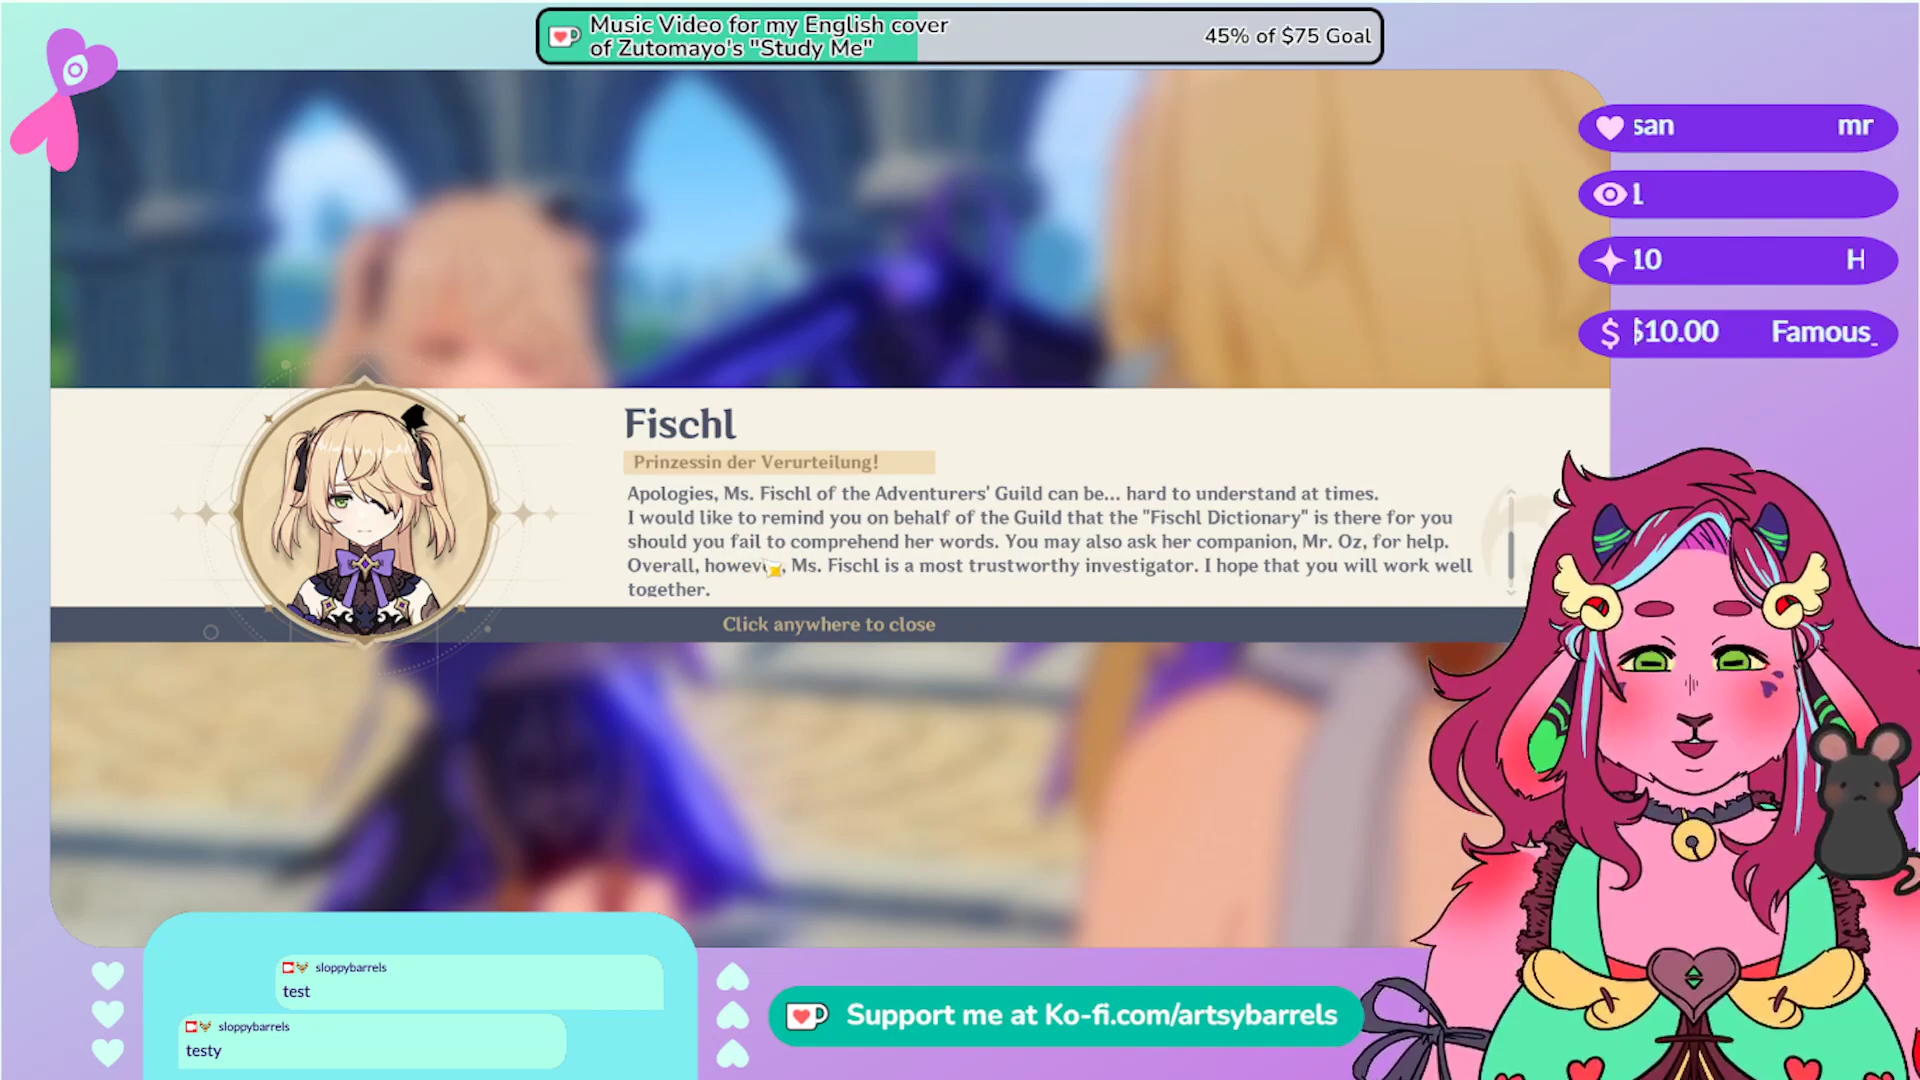 Music Video for my English cover
of Zutomayo's "Study Me"
45% of $75 Goal
san mr
1
10 H
$10.00 Famous_
Fischl
Prinzessin der Verurteilung!
Apologies, Ms. Fischl of the Adventurers' Guild can be... hard to understand at times.
I would like to remind you on behalf of the Guild that the "Fischl Dictionary" is there for you
should you fail to comprehend her words. You may also ask her companion, Mr. Oz, for help.
Overall, however, Ms. Fischl is a most trustworthy investigator. I hope that you will work well
together.
Click anywhere to close
sloppybarrels
test
sloppybarrels
testy
Support me at Ko-fi.com/artsybarrels